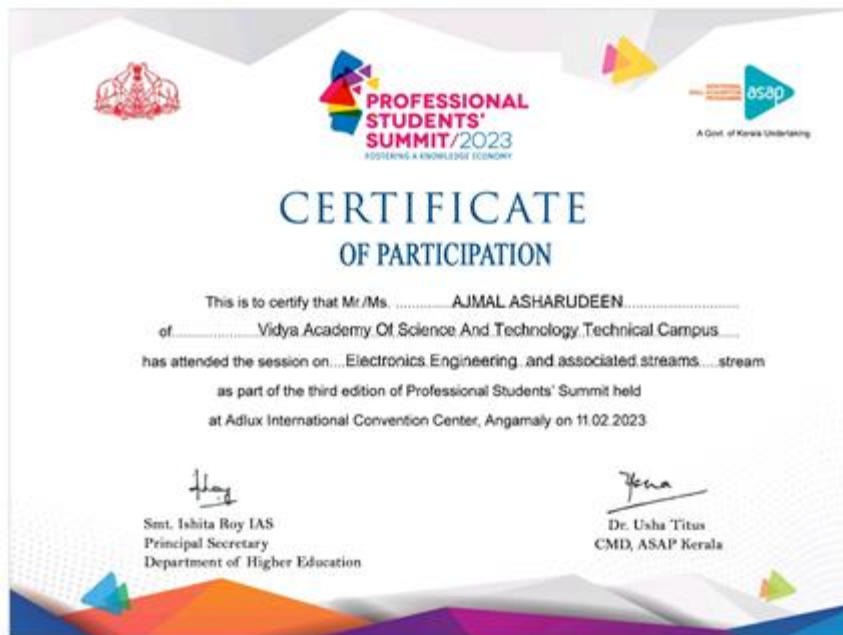 PROFESSIONAL
STUDENTS'
SUMMIT/2023
FOSTERING A KNOWLEDGE ECONOMY
asap
A Govt. of Kerala Undertaking
CERTIFICATE
OF PARTICIPATION
This is to certify that Mr./Ms. ............AJMAL ASHARUDEEN........................
of..................Vidya Academy Of Science And Technology Technical Campus....
has attended the session on....Electronics Engineering and associated streams.....stream
as part of the third edition of Professional Students' Summit held
at Adlux International Convention Center, Angamaly on 11.02.2023
Smt. Ishita Roy IAS
Principal Secretary
Department of Higher Education
Dr. Usha Titus
CMD, ASAP Kerala